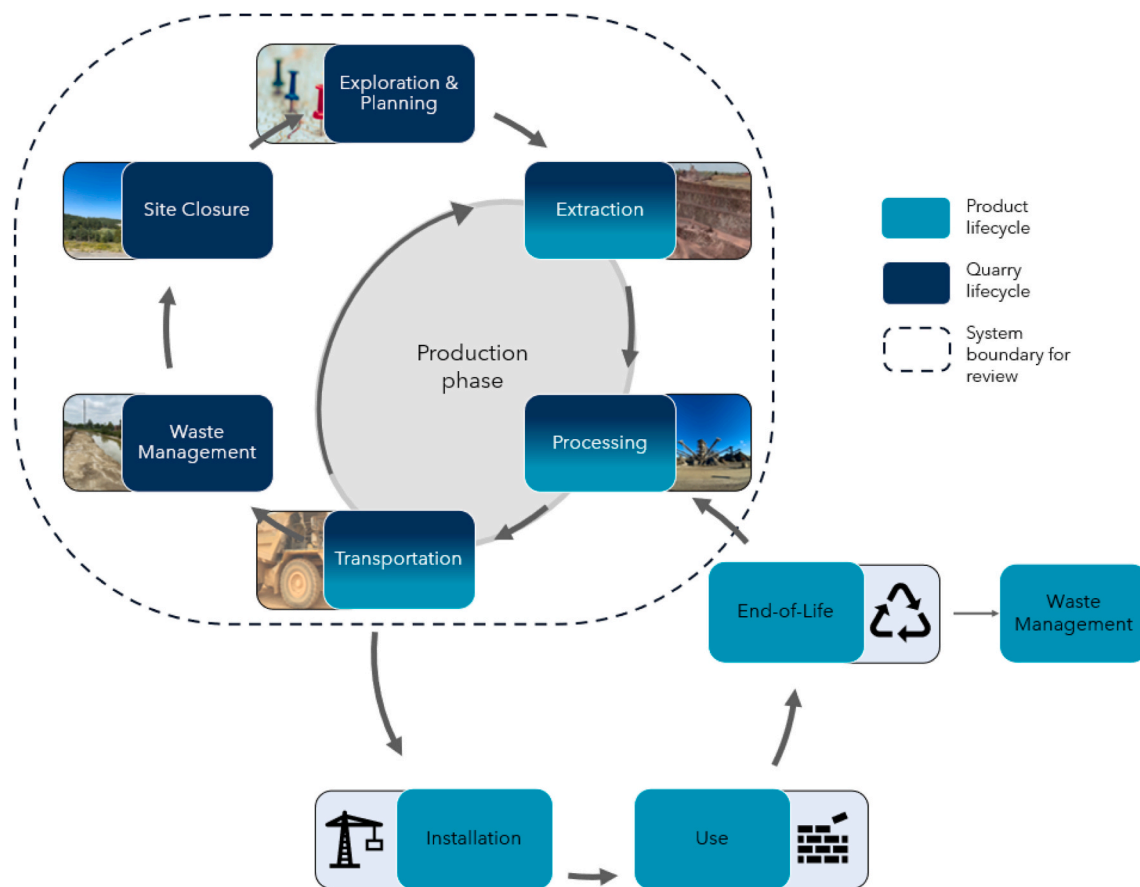 Exploration &
Planning
Site Closure
Extraction
Product
lifecycle
Quarry
lifecycle
System
boundary for
review
Production
phase
Waste
Management
Processing
Transportation
End-of-Life
Waste
Management
Installation
Use